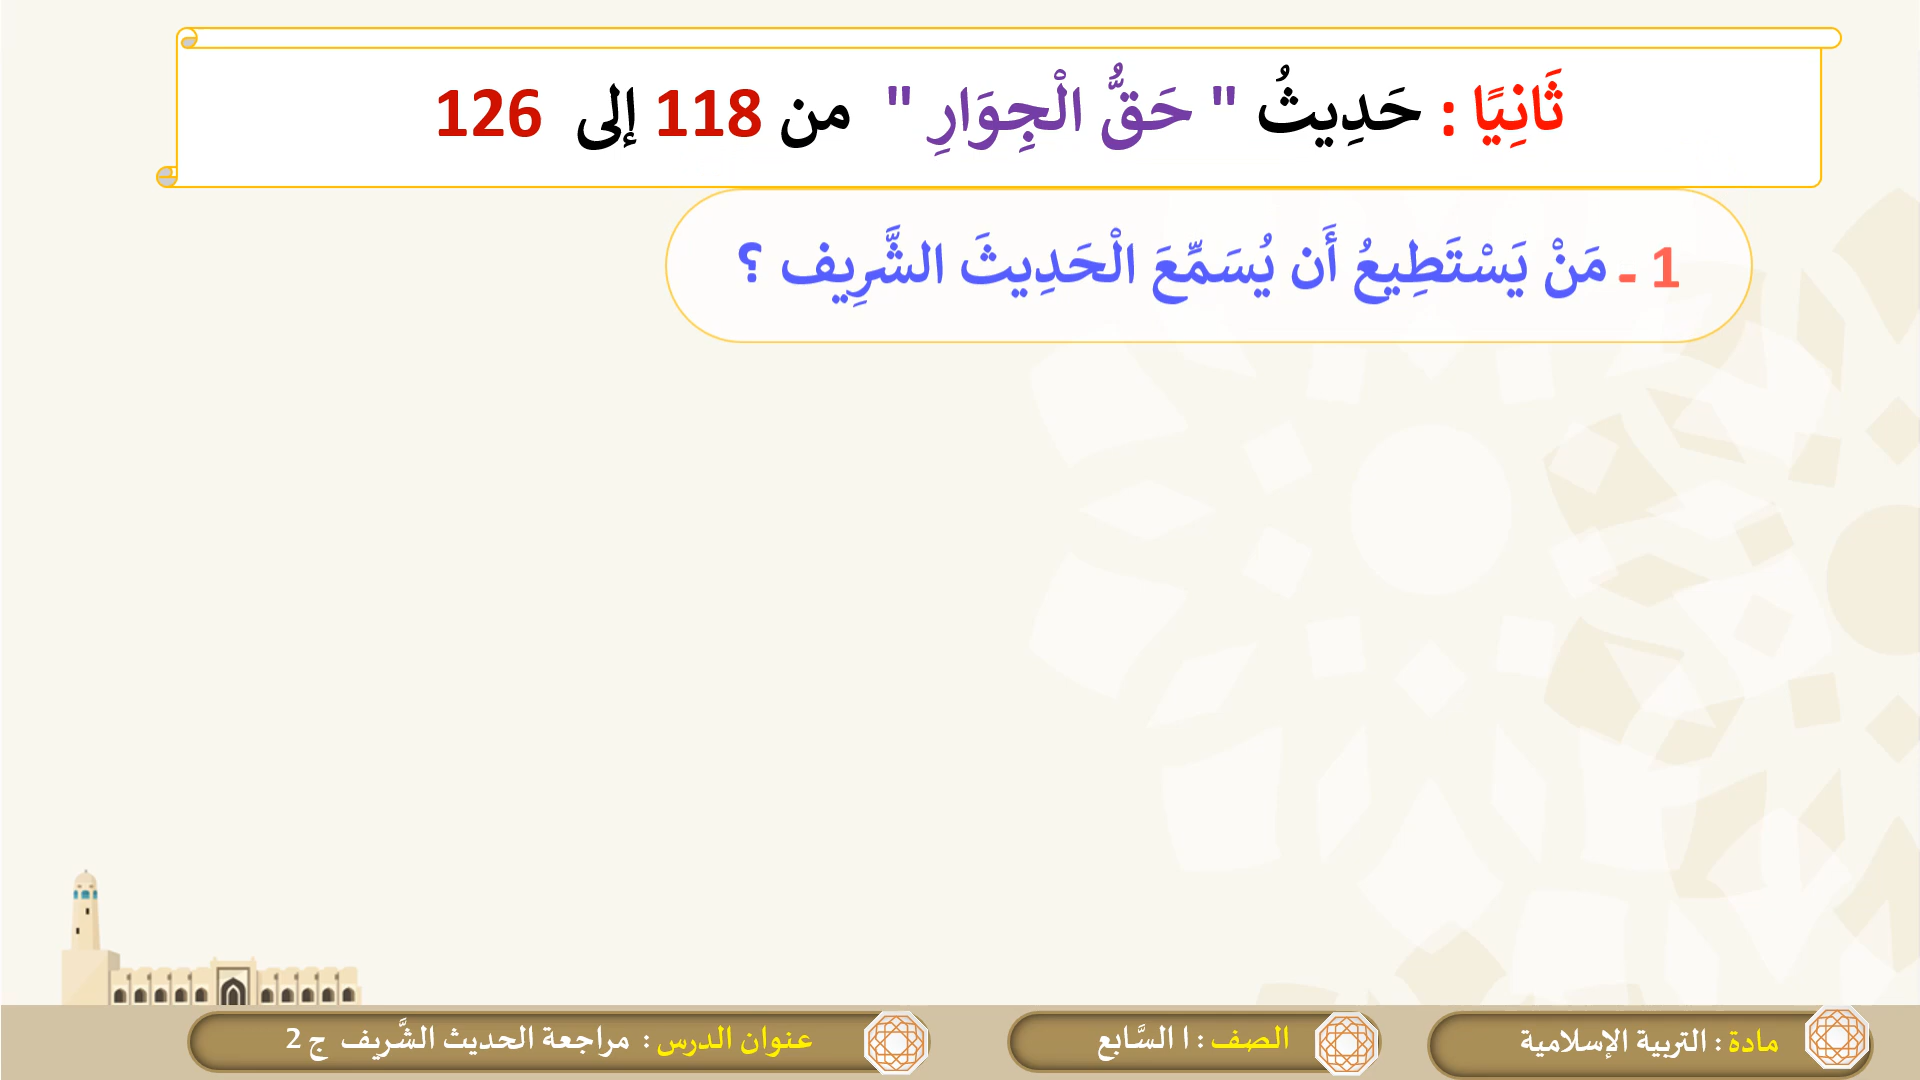 ثَانِيًا : حَدِيثُ " حَقُّ الْجِوَارِ " من 118 إلى 126
1 ـ مَنْ يَسْتَطِيعُ أَن يُسَمِّعَ الْحَدِيثَ الشَّرِيف ؟
مادة : التربية الإسلامية
الصف : ا السَّابع
عنوان الدرس : مراجعة الحديث الشَّريف ج 2